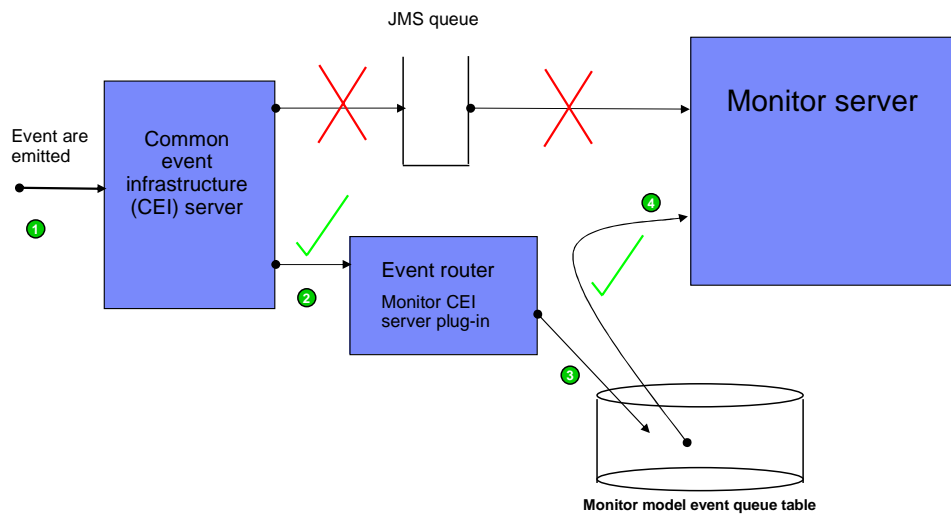 JMS queue
Monitor server
Event are
emitted
Common
event
infrastructure
(CEI) server
1
2
Event router
Monitor CEI
server plug-in
3
4
Monitor model event queue table